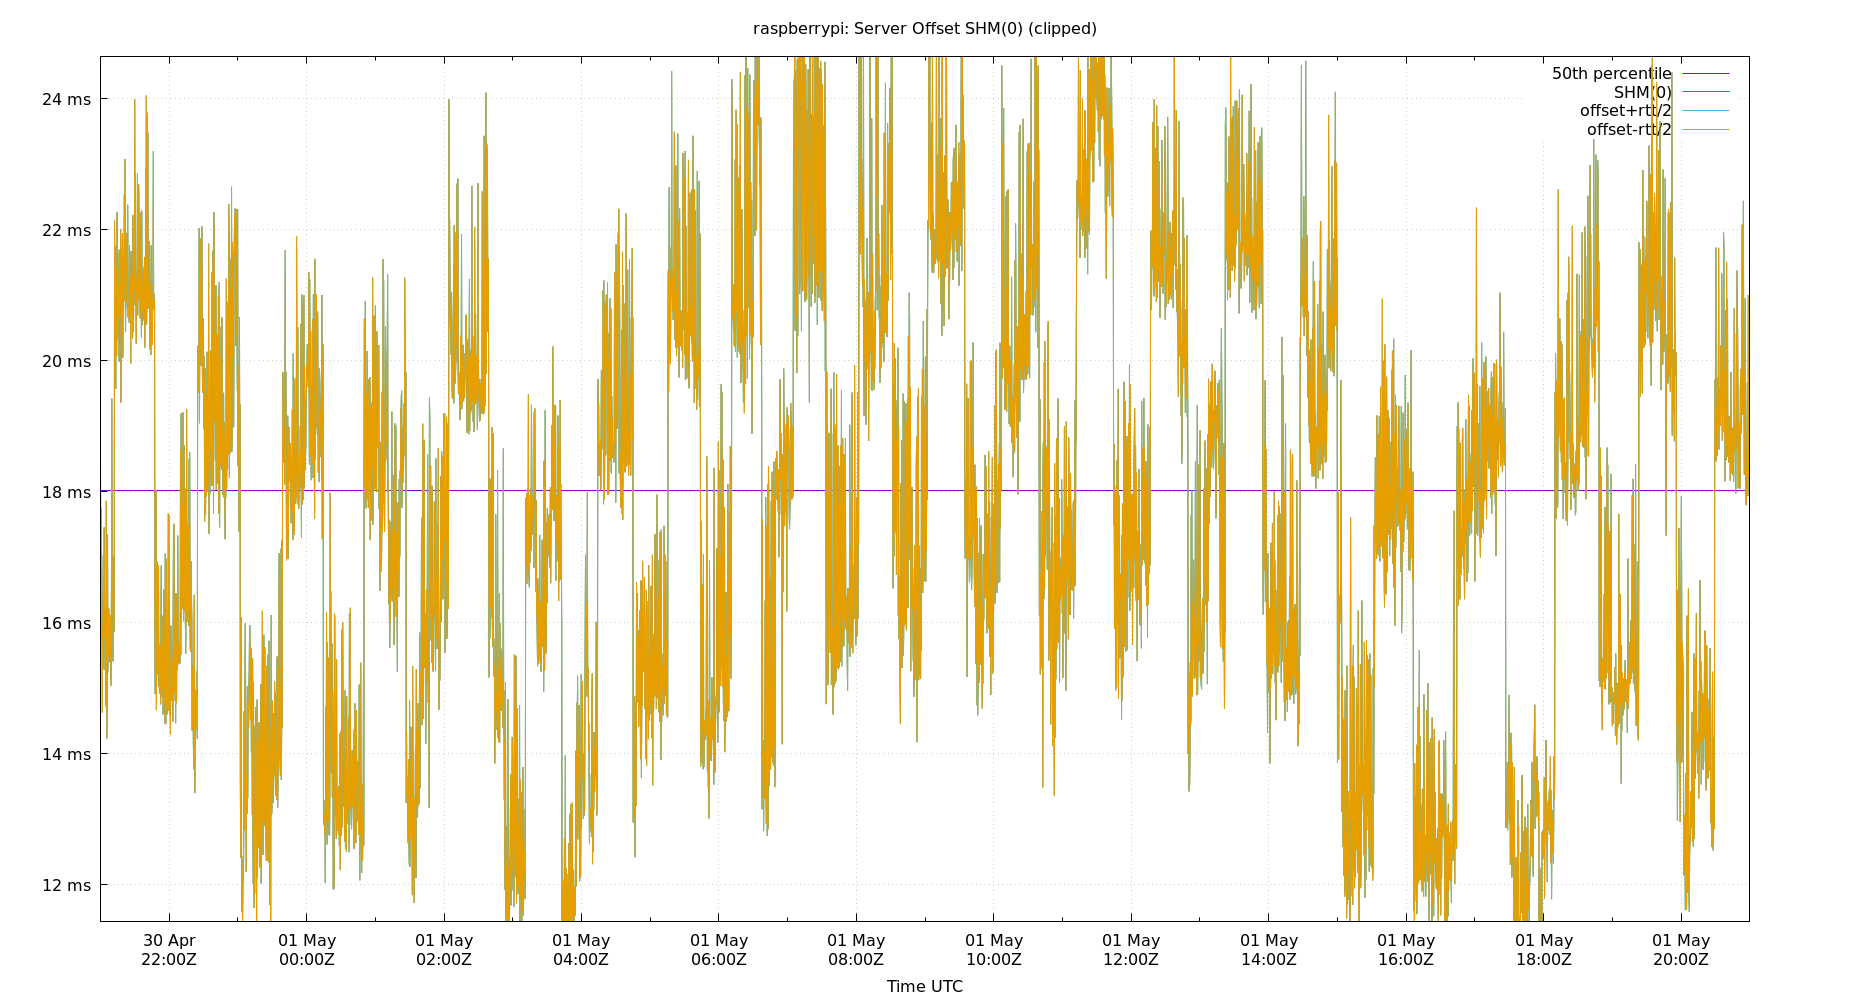 raspberrypi: Server Offset SHM(0) (clipped)
50th percentile
SHM(0)
offset+rtt/2
offset-rtt/2
24 ms
22 ms
20 ms
18 ms
16 ms
14 ms
12 ms
30 Apr 01 May 01 May 01 May 01 May 01 May 01 May 01 May 01 May 01 May 01 May 01 May
22:00Z 00:00Z 02:00Z 04:00Z 06:00Z 08:00Z 10:00Z 12:00Z 14:00Z 16:00Z 18:00Z 20:00Z
Time UTC